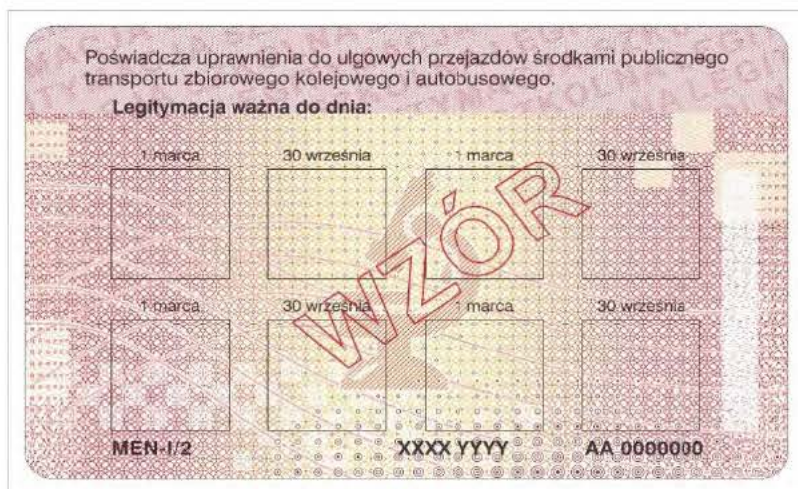 Poświadcza uprawnienia do ulgowych przejazdów środkami publicznego
transportu zbiorowego kolejowego i autobusowego.
Legitymacja ważna do dnia:
1 marca 30 września 1 marca 30 września
WZÓR
1 marca 30 września 1 marca 30 września
MEN-I/2 XXXX YYYY AA 0000000